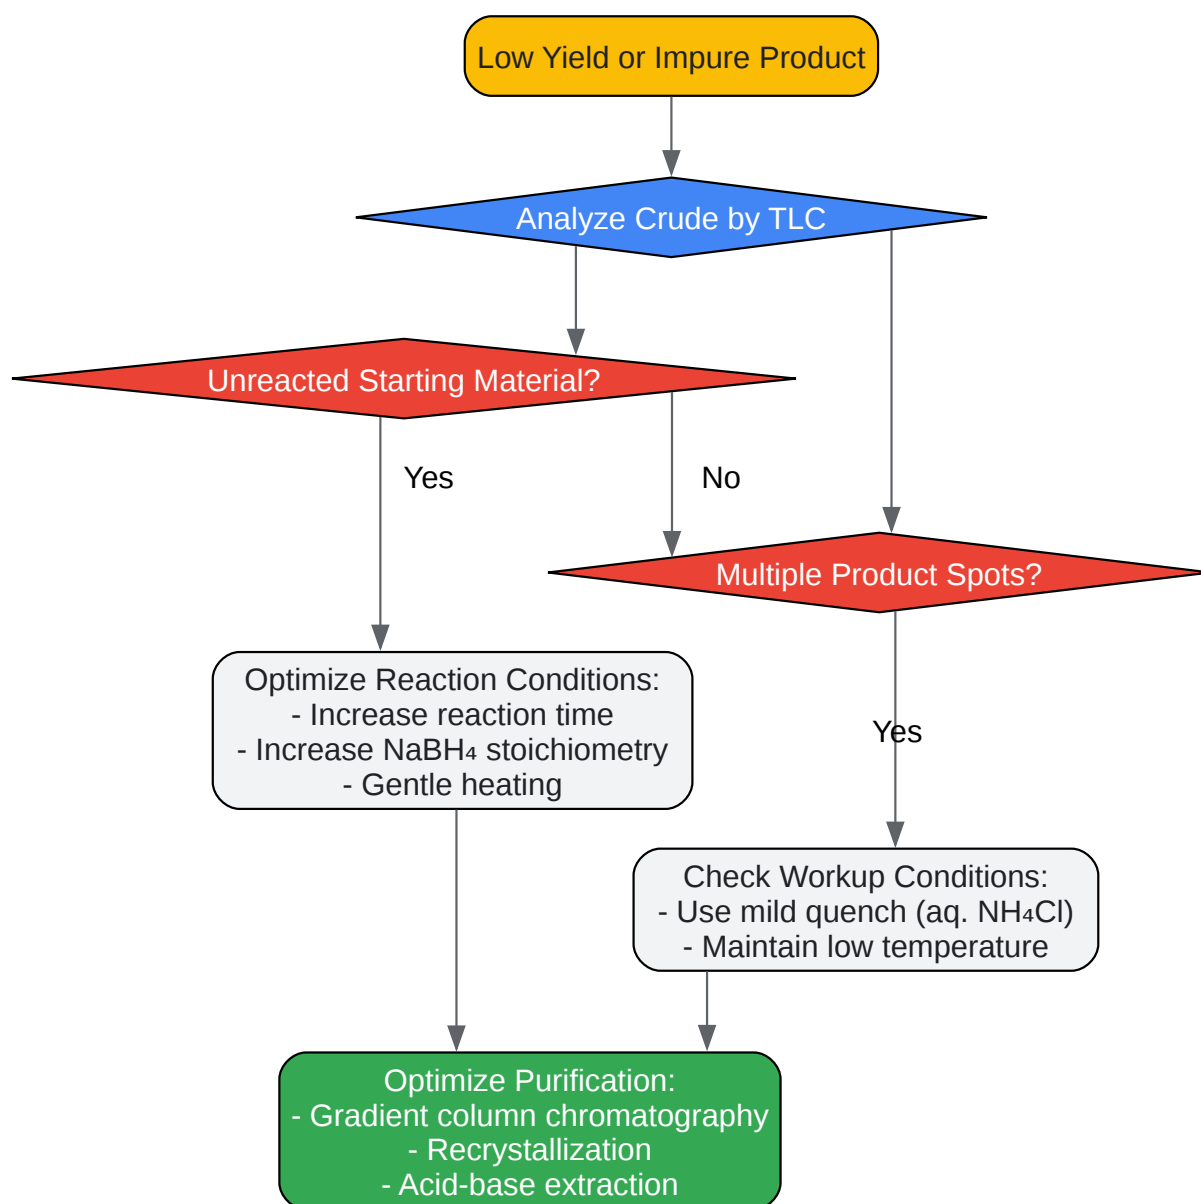 Low Yield or Impure Product
Analyze Crude by TLC
Unreacted Starting Material?
Yes
No
Multiple Product Spots?
Optimize Reaction Conditions:
- Increase reaction time
- Increase NaBH₄ stoichiometry
- Gentle heating
Yes
Check Workup Conditions:
- Use mild quench (aq. NH₄Cl)
- Maintain low temperature
Optimize Purification:
- Gradient column chromatography
- Recrystallization
- Acid-base extraction